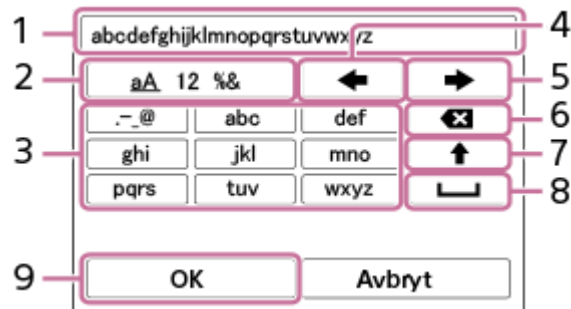 1 abcdefghijklmnopqrstuvwxyz 4
2 aA 12 %& 5
.-_@ abc def 6
3 ghi jkl mno 7
pqrs tuv wxyz 8
9 OK Avbryt